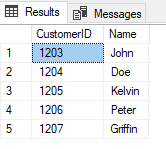 Results Messages
CustomerID Name
1 1203 John
2 1204 Doe
3 1205 Kelvin
4 1206 Peter
5 1207 Griffin